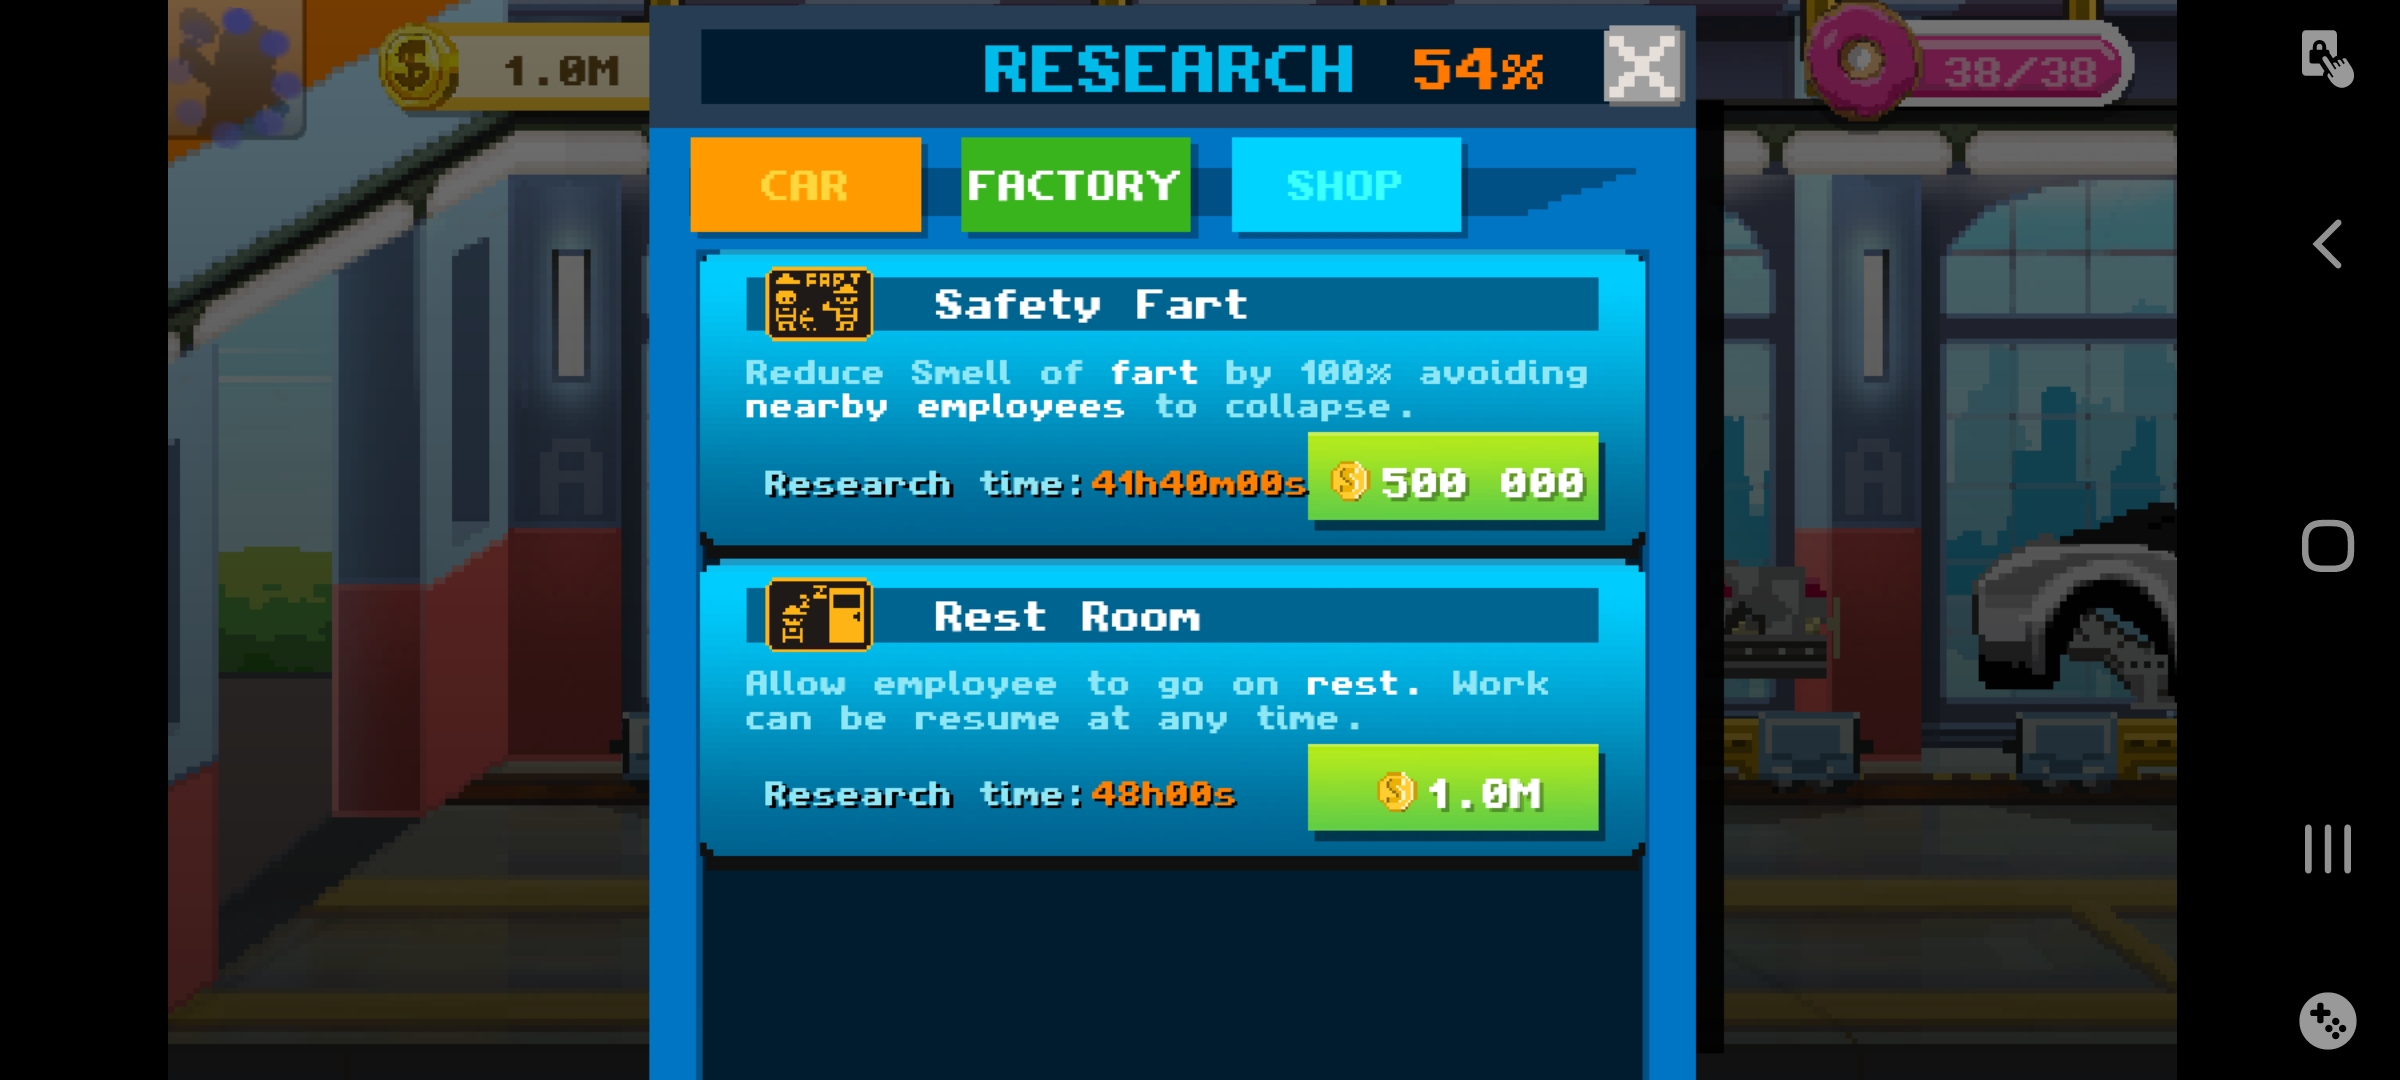 1.0M
RESEARCH 54%
38/38
CAR
FACTORY
SHOP
FART
Safety Fart
Reduce Smell of fart by 100% avoiding
nearby employees to collapse.
Research time:41h40m00s
500 000
Rest Room
Allow employee to go on rest. Work
can be resume at any time.
Research time:48h00s
1.0M
A
A